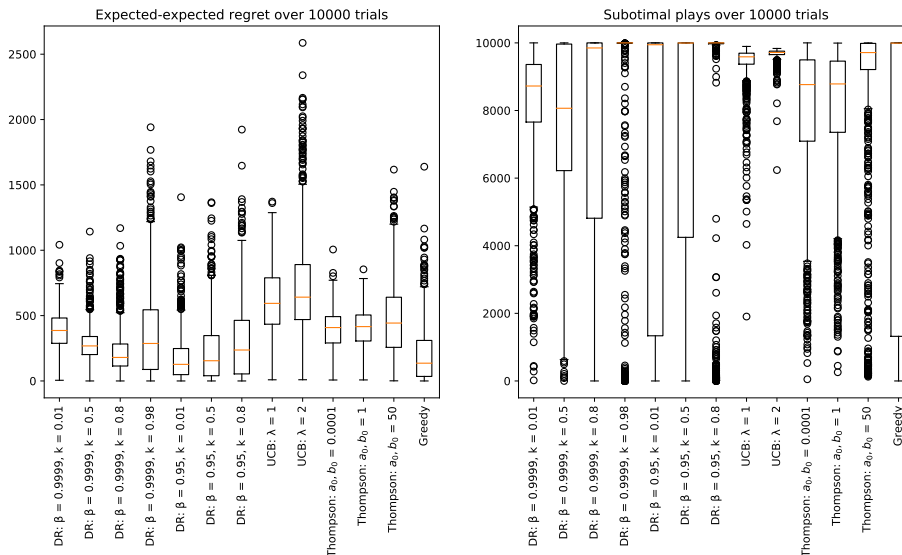 Expected-expected regret over 10000 trials
2500
2000
1500
1000
500
0
DR: β = 0.9999, k = 0.01
DR: β = 0.9999, k = 0.5
DR: β = 0.9999, k = 0.8
DR: β = 0.9999, k = 0.98
DR: β = 0.95, k = 0.01
DR: β = 0.95, k = 0.5
DR: β = 0.95, k = 0.8
UCB: λ = 1
UCB: λ = 2
Thompson: a₀, b₀ = 0.0001
Thompson: a₀, b₀ = 1
Thompson: a₀, b₀ = 50
Greedy
Subotimal plays over 10000 trials
10000
8000
6000
4000
2000
0
DR: β = 0.9999, k = 0.01
DR: β = 0.9999, k = 0.5
DR: β = 0.9999, k = 0.8
DR: β = 0.9999, k = 0.98
DR: β = 0.95, k = 0.01
DR: β = 0.95, k = 0.5
DR: β = 0.95, k = 0.8
UCB: λ = 1
UCB: λ = 2
Thompson: a₀, b₀ = 0.0001
Thompson: a₀, b₀ = 1
Thompson: a₀, b₀ = 50
Greedy